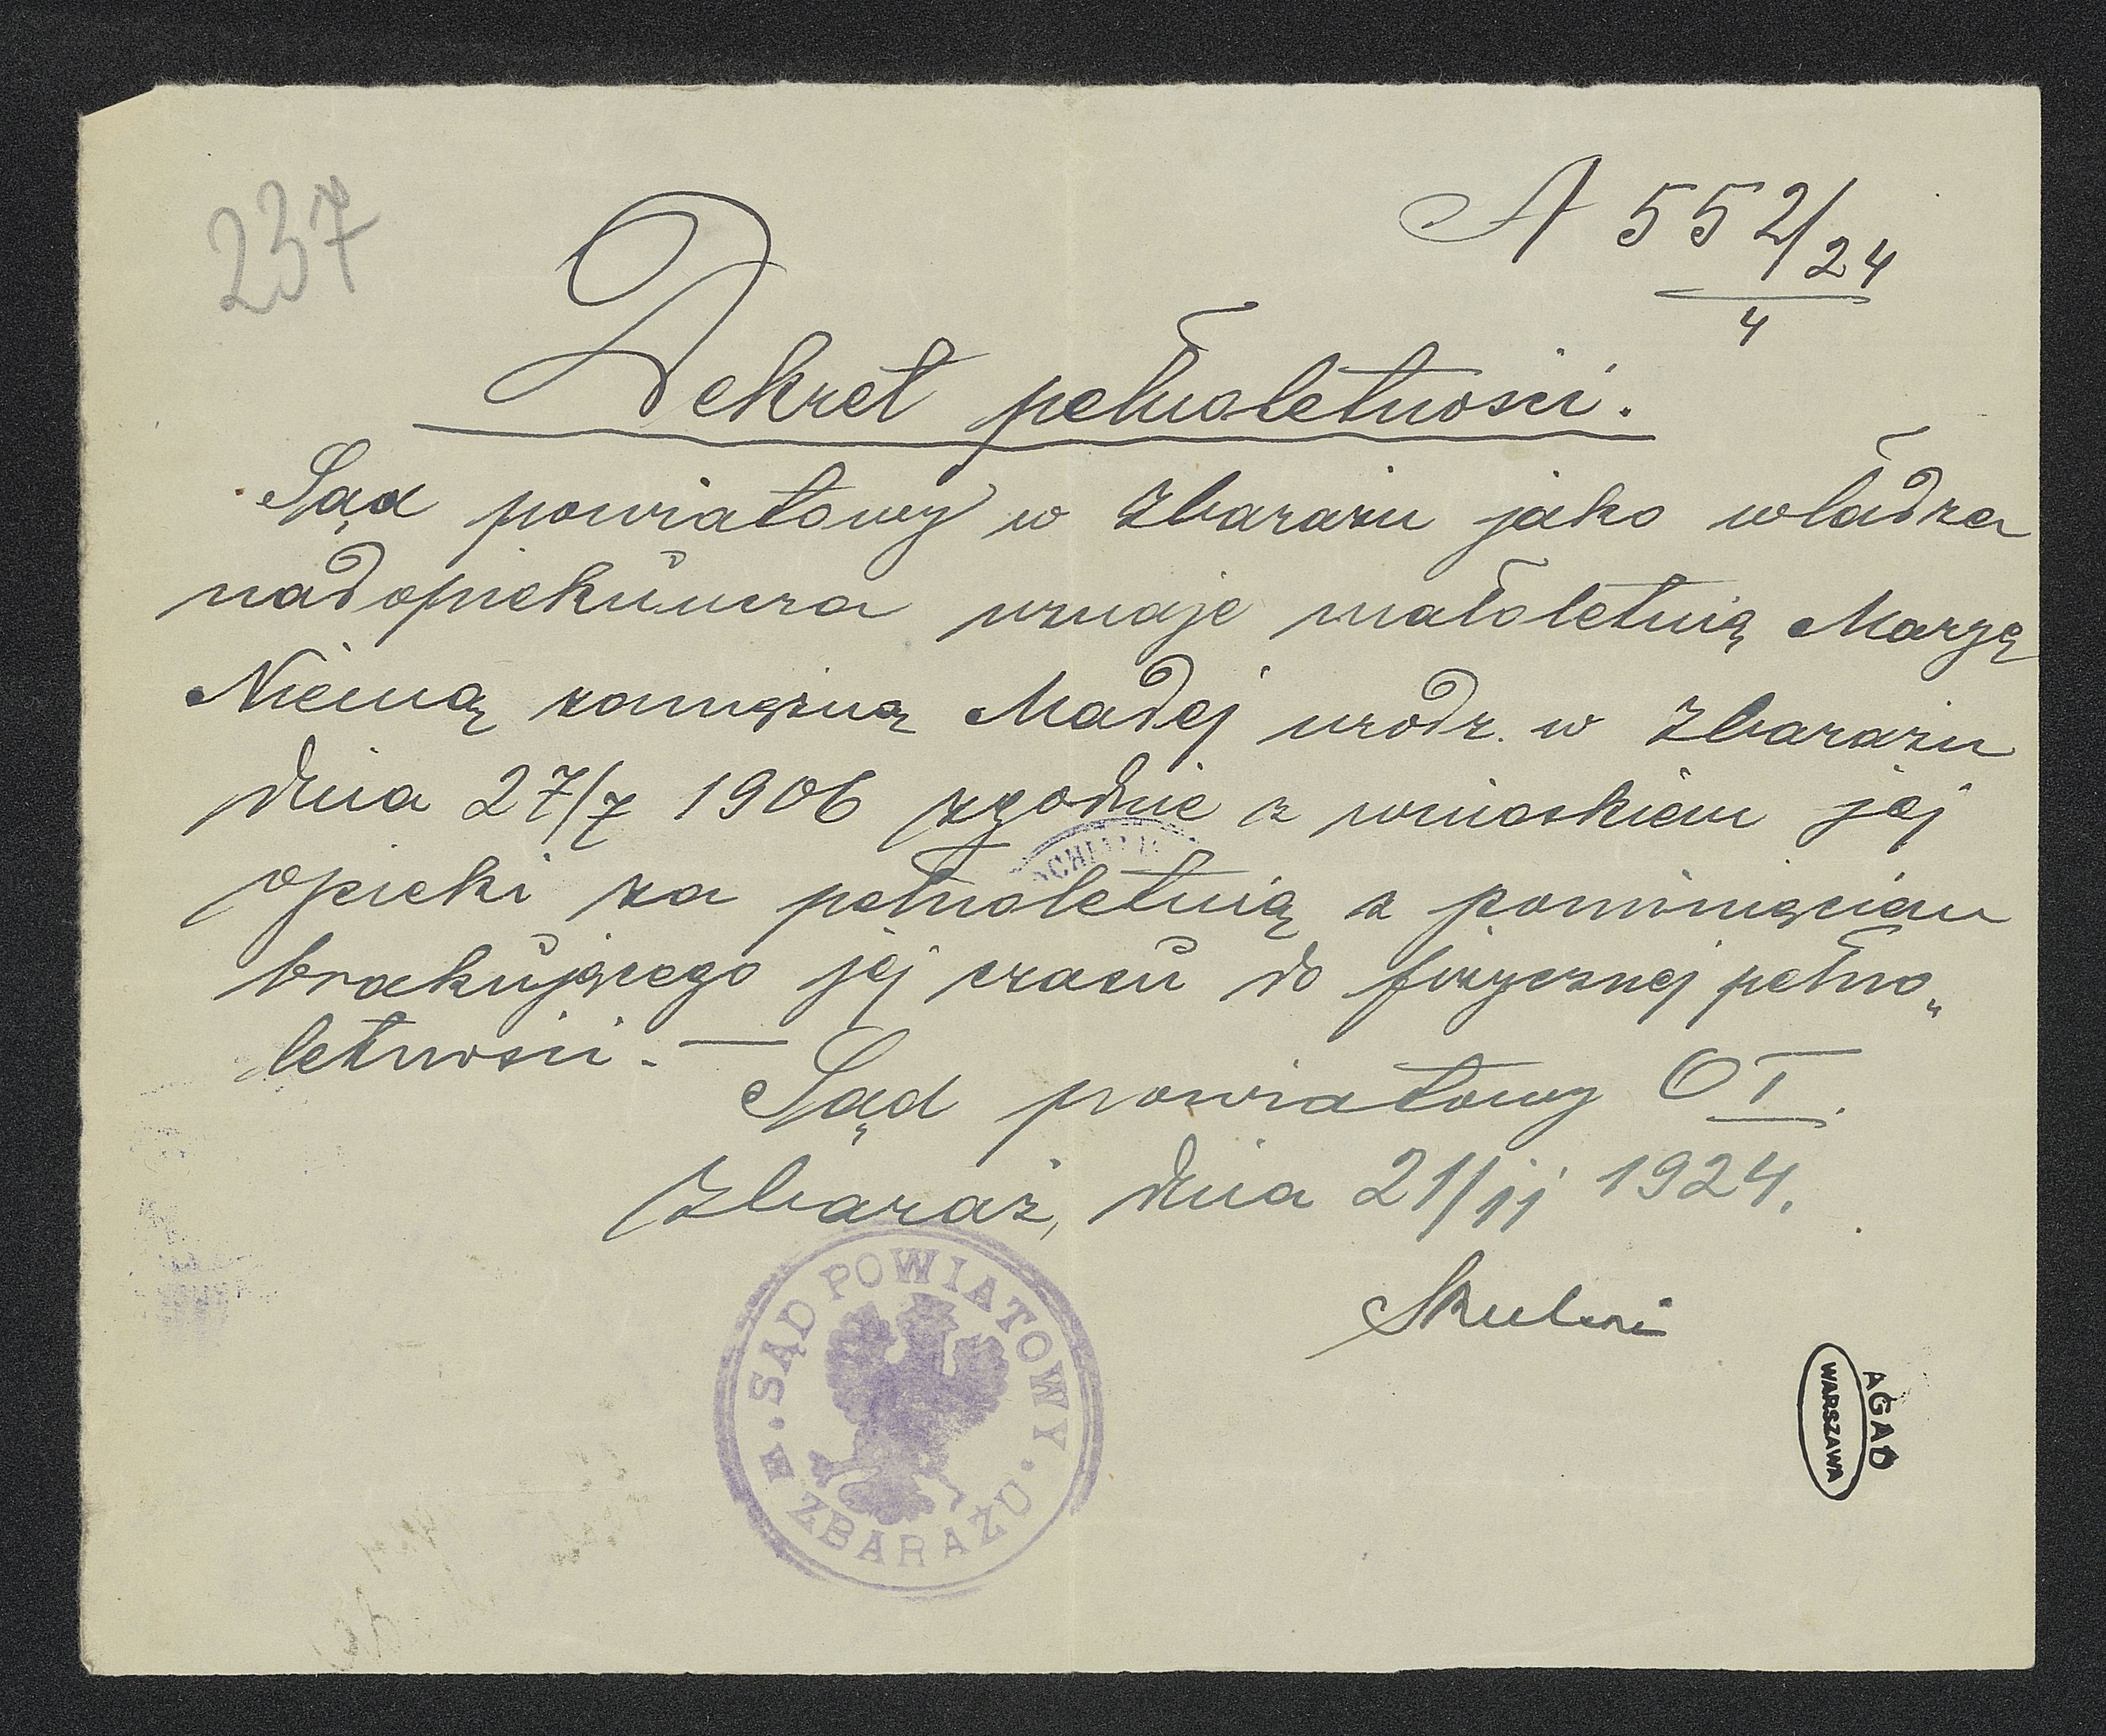 237
A 552/24
4
Dekret pełnoletności.
Sąd powiatowy w Zbarażu jako władza
nadopiekuńcza uznaje małoletnią Maryę
Niemą zamężną Madej urodz. w Zbarażu
dnia 27/7 1906 zgodnie z wnioskiem jej
opieki za pełnoletnią z pominięciem
brakującego jej czasu do fizycznej pełno„
letności. —
Sąd powiatowy O I.
Zbaraż, dnia 21/11 1924.
SĄD POWIATOWY
ZBARAŻU
AGAD
WARSZAWA